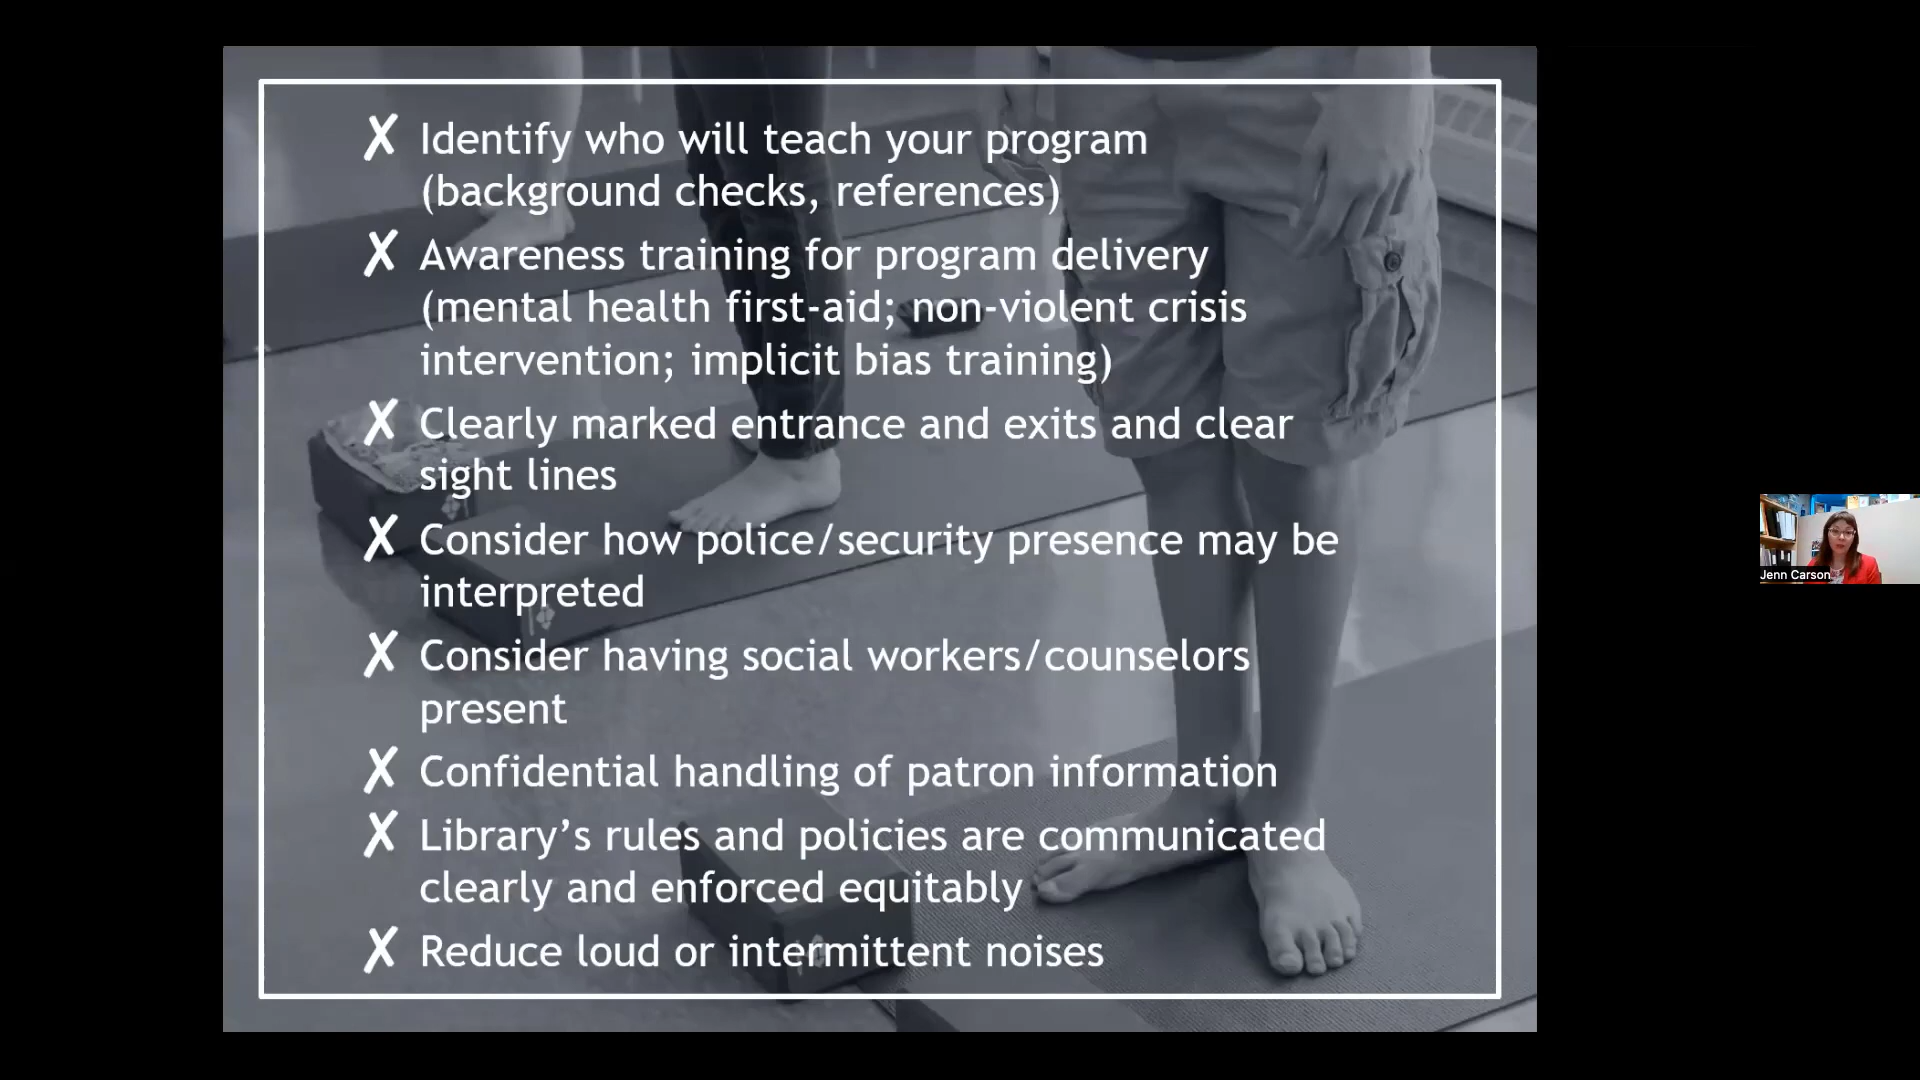 ✗ Identify who will teach your program
(background checks, references)
✗ Awareness training for program delivery
(mental health first-aid; non-violent crisis
intervention; implicit bias training)
✗ Clearly marked entrance and exits and clear
sight lines
✗ Consider how police/security presence may be
interpreted
✗ Consider having social workers/counselors
present
✗ Confidential handling of patron information
✗ Library’s rules and policies are communicated
clearly and enforced equitably
✗ Reduce loud or intermittent noises
Jenn Carson